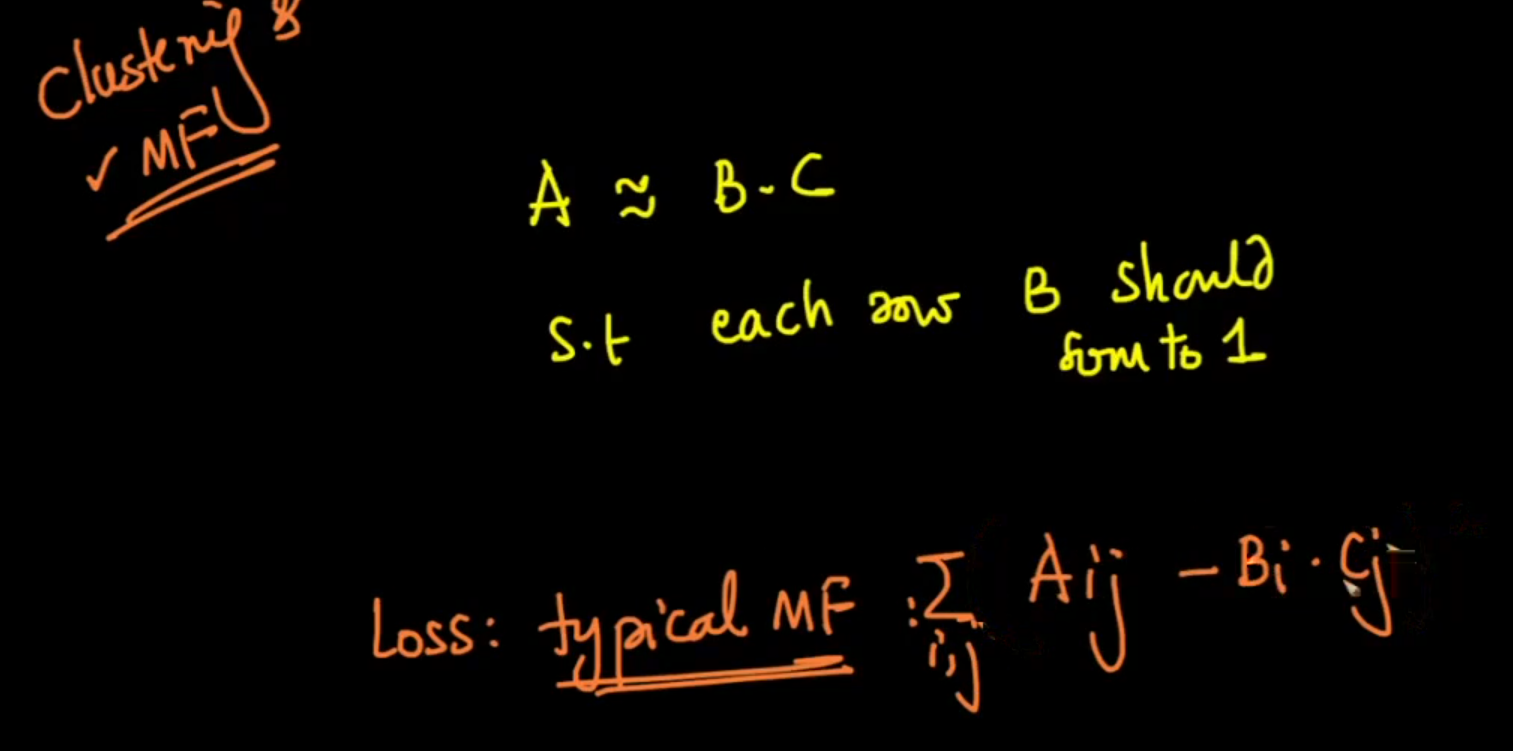 Clustering &
✓ MF
A ≈ B.C
S.t each row B should
sum to 1
Loss: typical MF : Σ Aij - Bi . Cj
i,j